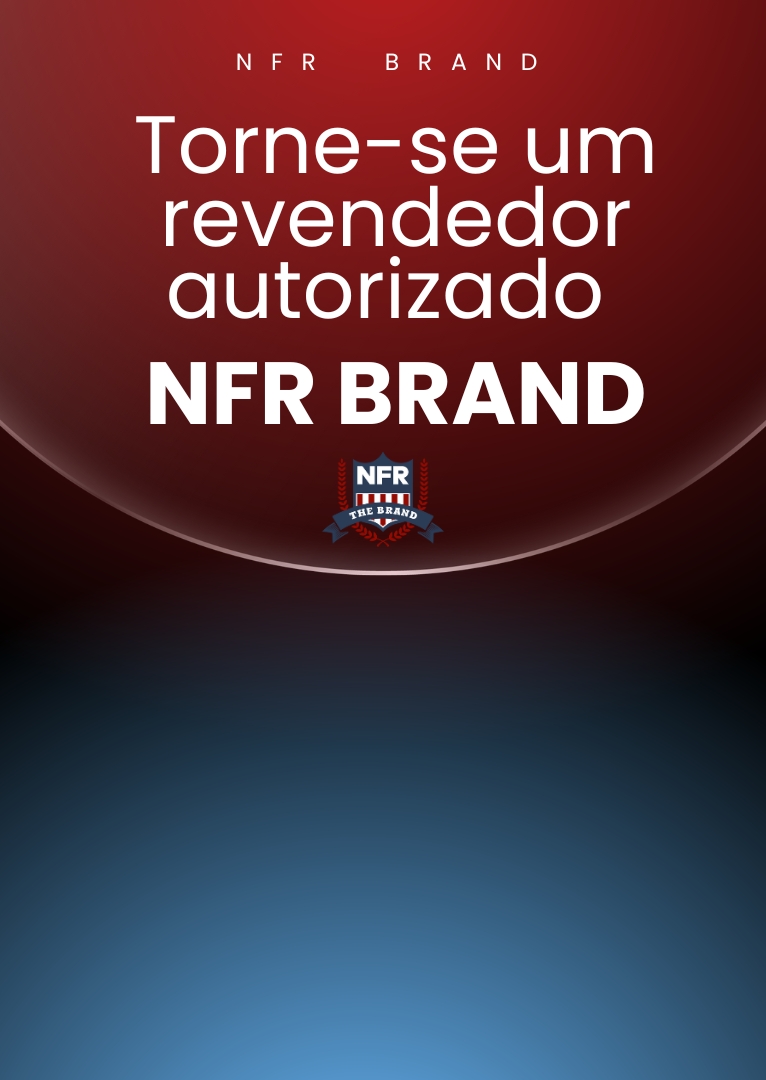 NFR BRAND
Torne-se um
revendedor
autorizado
NFR BRAND
NFR
THE BRAND